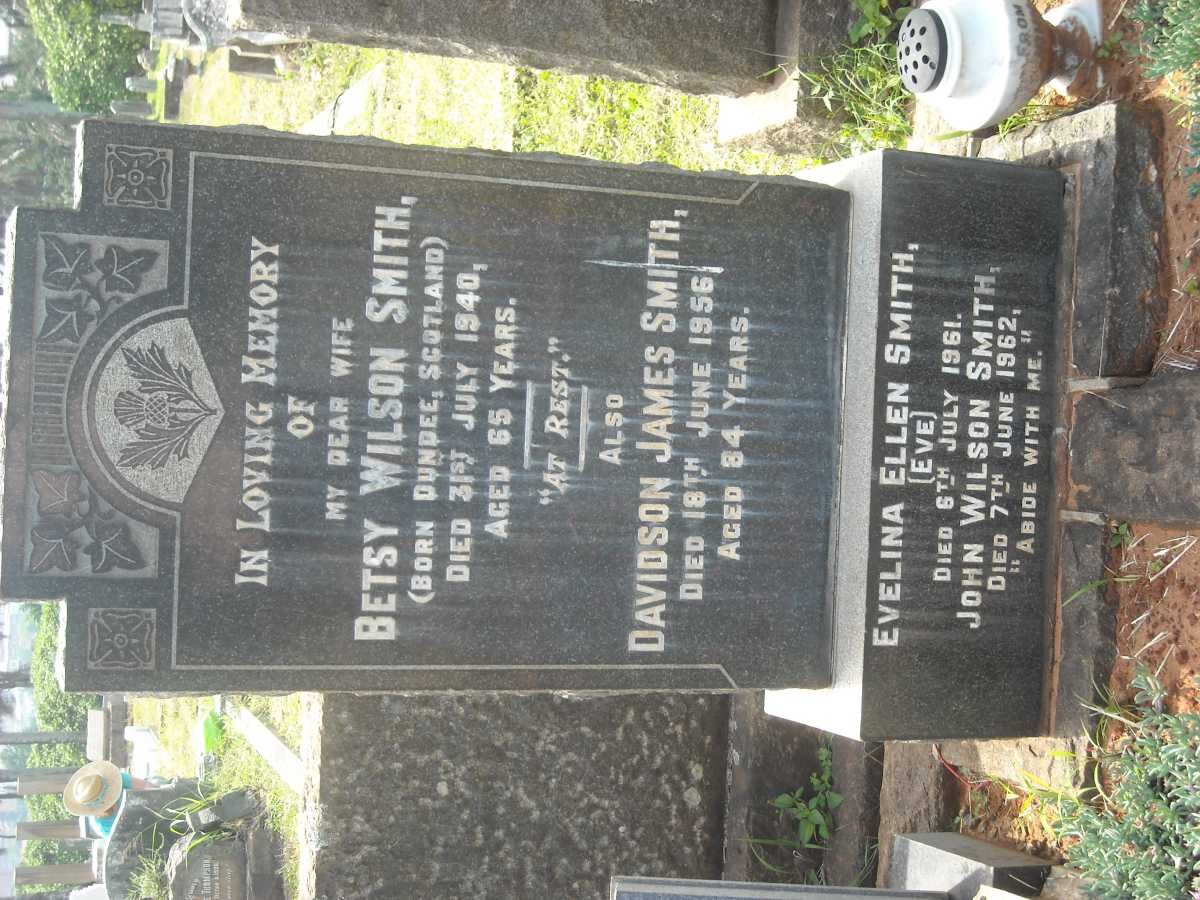 IN LOVING MEMORY
OF
MY DEAR WIFE
BETSY WILSON SMITH,
(BORN DUNDEE, SCOTLAND)
DIED 31ST JULY 1940,
AGED 65 YEARS.
"AT REST."
ALSO
DAVIDSON JAMES SMITH,
DIED 18TH JUNE 1956
AGED 84 YEARS.
EVELINA ELLEN SMITH,
(EVE)
DIED 6TH JULY 1961.
JOHN WILSON SMITH,
DIED 7TH JUNE 1962,
"ABIDE WITH ME."
FROM
THOMPSON